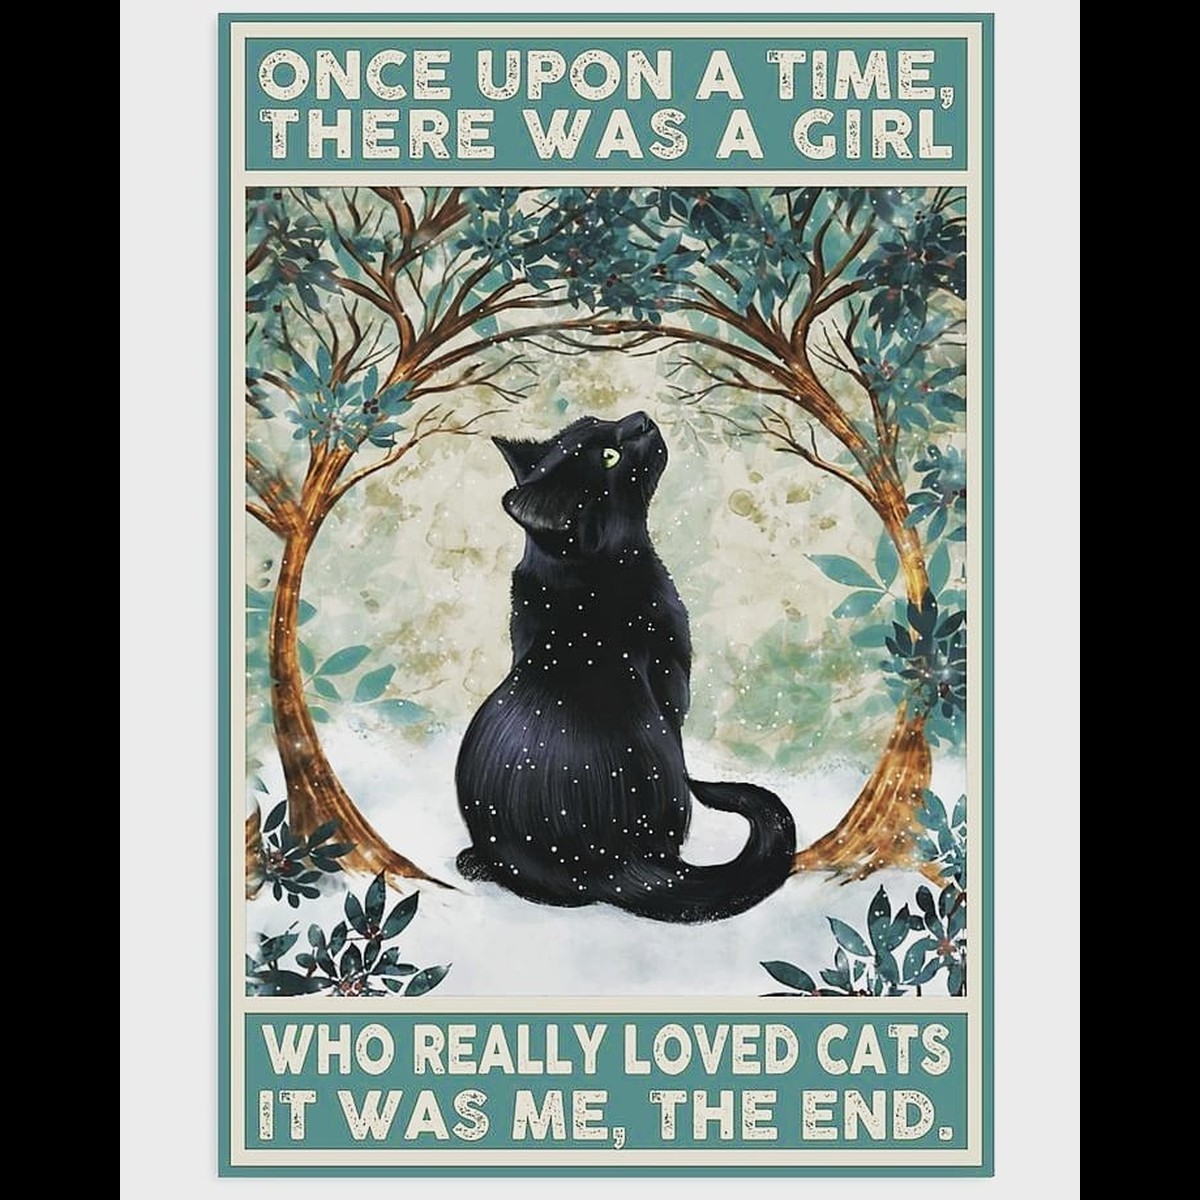 ONCE UPON A TIME,
THERE WAS A GIRL
WHO REALLY LOVED CATS
IT WAS ME, THE END.